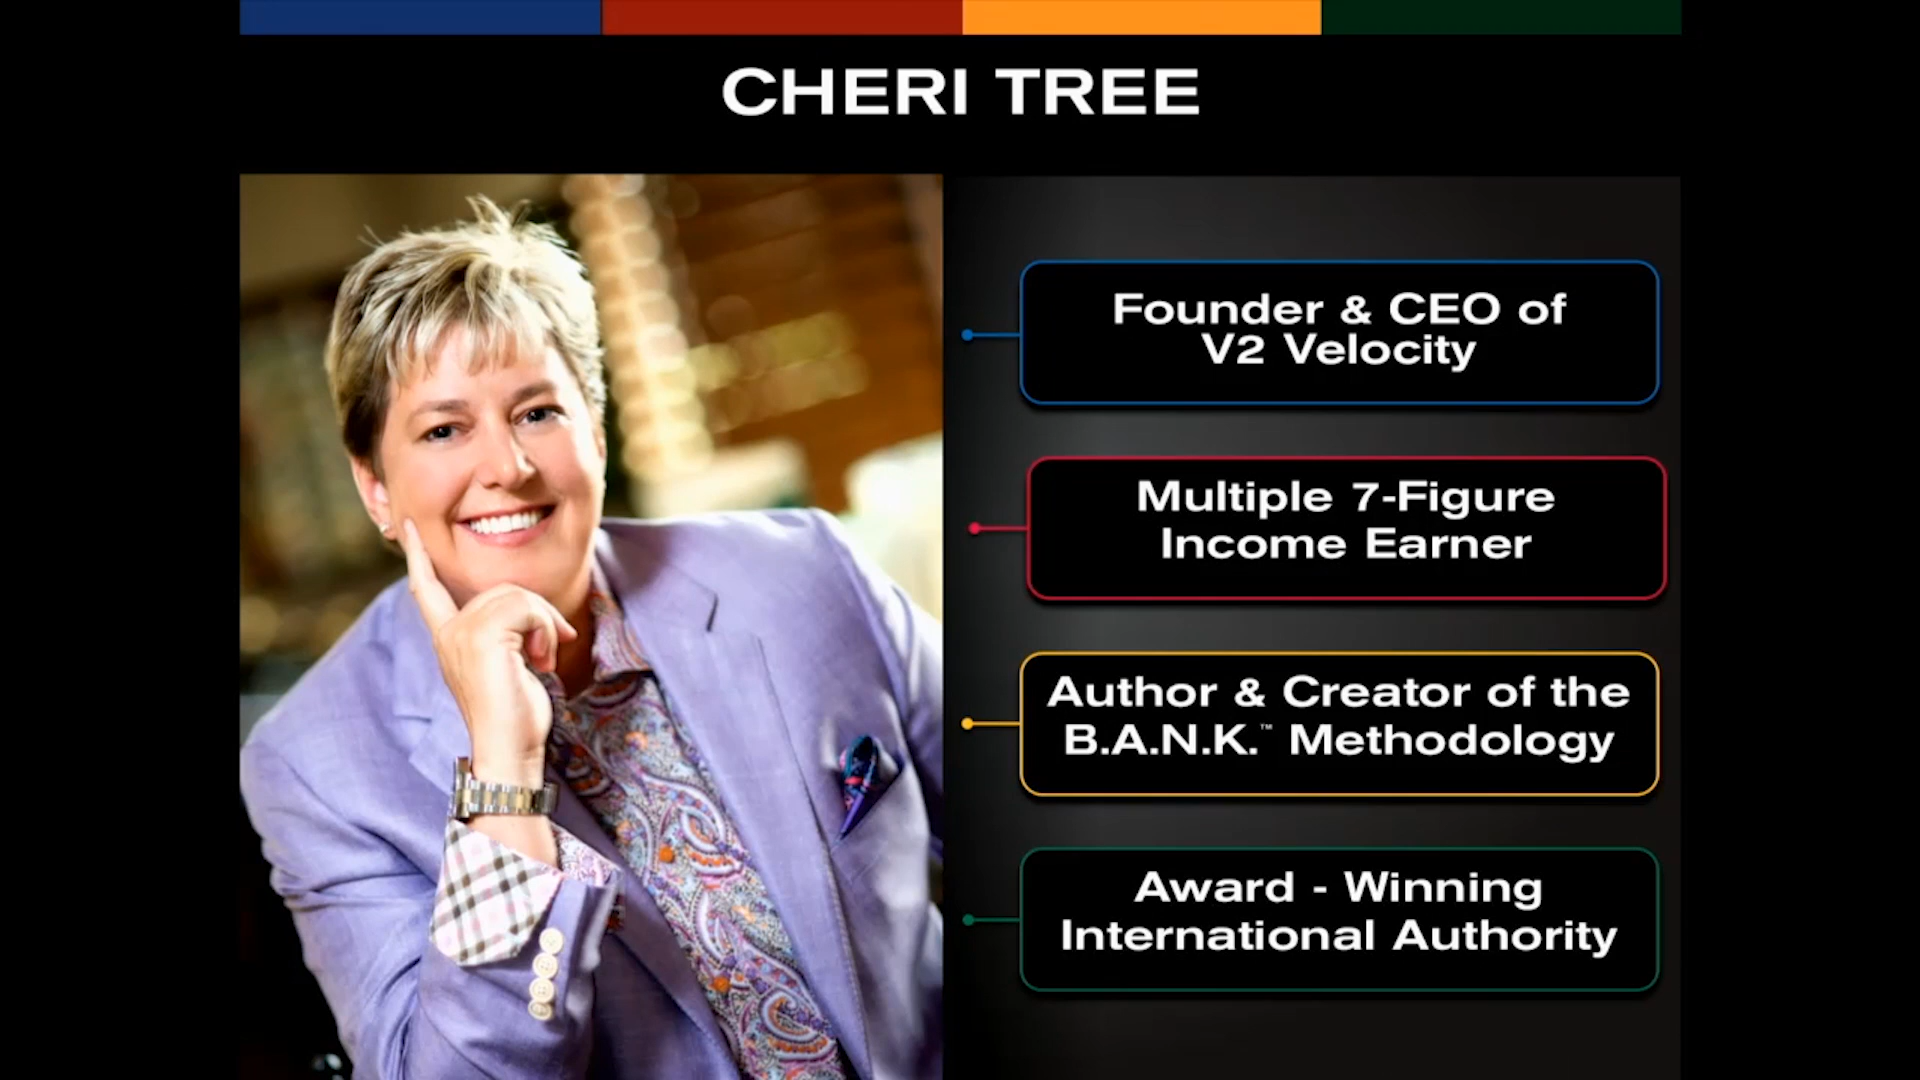 CHERI TREE
Founder & CEO of
V2 Velocity
Multiple 7-Figure
Income Earner
Author & Creator of the
B.A.N.K.™ Methodology
Award - Winning
International Authority